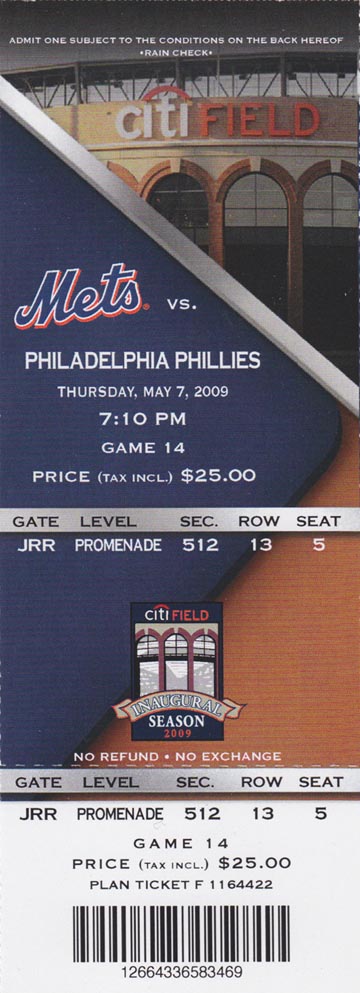 ADMIT ONE SUBJECT TO THE CONDITIONS ON THE BACK HEREOF
•RAIN CHECK•
citi FIELD
Mets. VS.
PHILADELPHIA PHILLIES
THURSDAY, MAY 7, 2009
7:10 PM
GAME 14
PRICE (TAX INCL.) $25.00
GATE LEVEL SEC. ROW SEAT
JRR PROMENADE 512 13 5
citi FIELD
INAUGURAL
SEASON
2009
NO REFUND • NO EXCHANGE
GATE LEVEL SEC. ROW SEAT
JRR PROMENADE 512 13 5
GAME 14
PRICE (TAX INCL.) $25.00
PLAN TICKET F 1164422
12664336583469